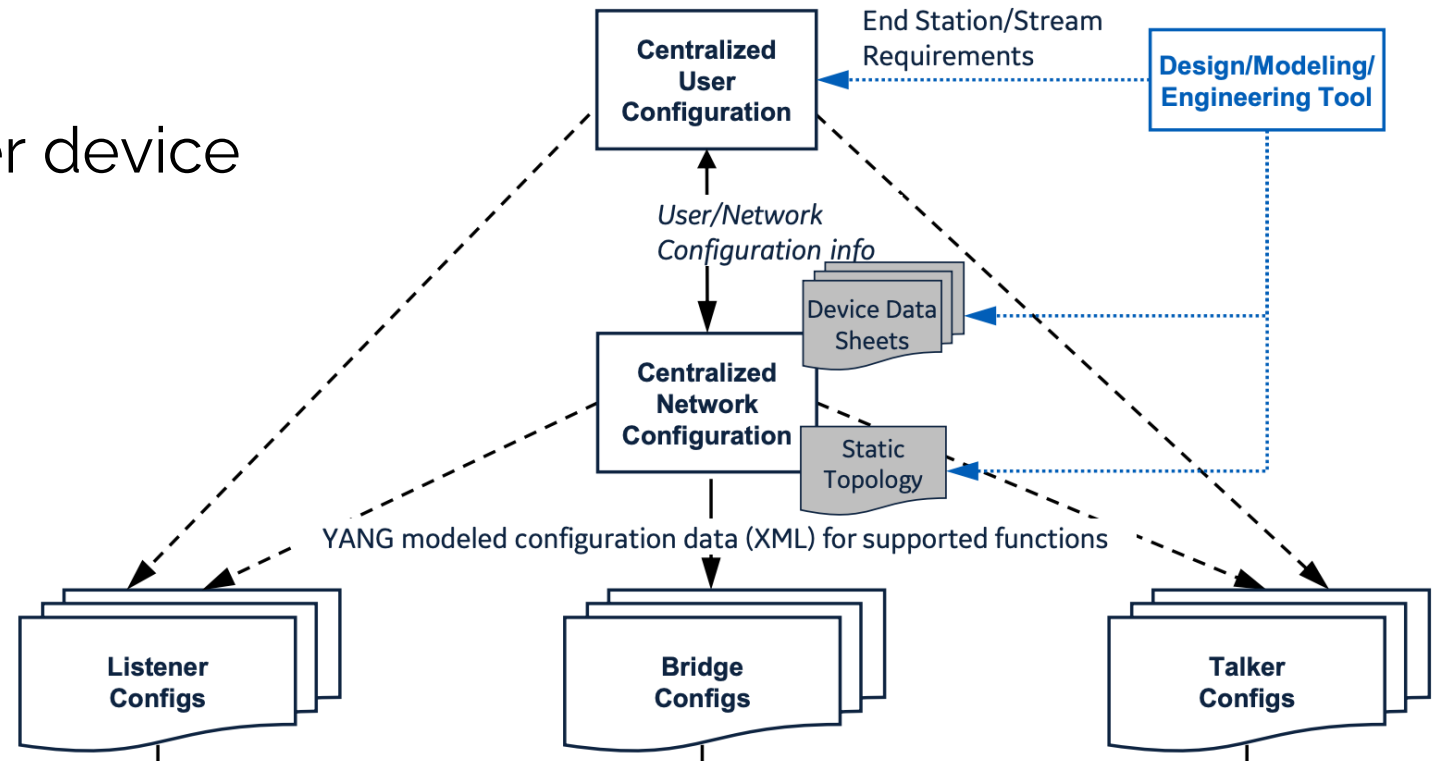 End Station/Stream
Requirements
Centralized
User
Configuration
Design/Modeling/
Engineering Tool
device
User/Network
Configuration info
Device Data
Sheets
Centralized
Network
Configuration
Static
Topology
YANG modeled configuration data (XML) for supported functions
Listener
Configs
Bridge
Configs
Talker
Configs